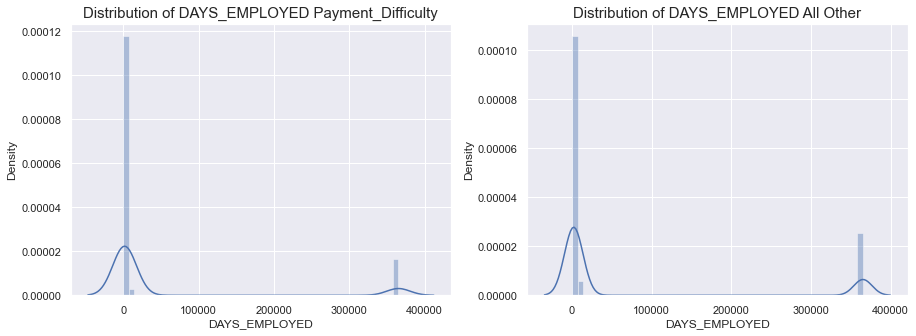 Distribution of DAYS_EMPLOYED Payment_Difficulty
0.00012
0.00010
0.00008
0.00006
0.00004
0.00002
0.00000
Density
0 100000 200000 300000 400000
DAYS_EMPLOYED
Distribution of DAYS_EMPLOYED All Other
0.00010
0.00008
0.00006
0.00004
0.00002
0.00000
Density
0 100000 200000 300000 400000
DAYS_EMPLOYED